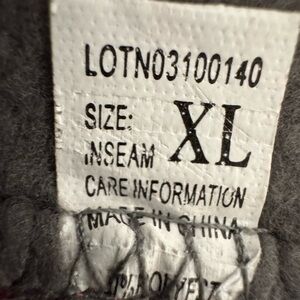 LOTN03100140
SIZE: XL
INSEAM
CARE INFORMATION
MADE IN CHINA